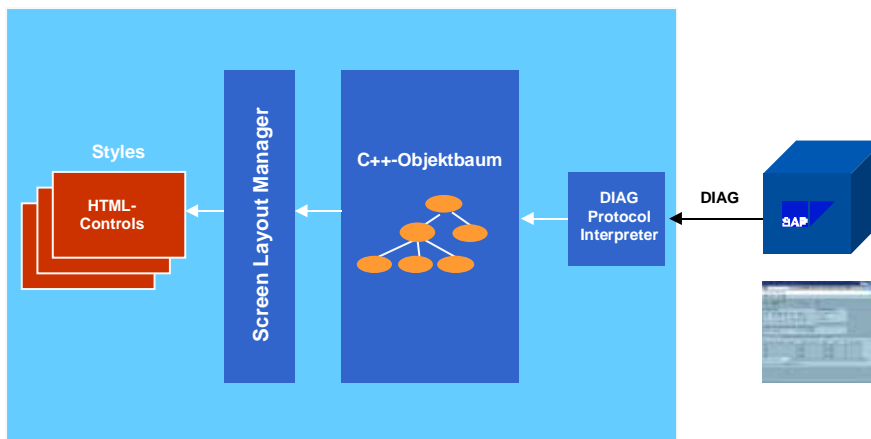 Styles
HTML-
Controls
Screen Layout Manager
C++-Objektbaum
DIAG
Protocol
Interpreter
DIAG
SAP